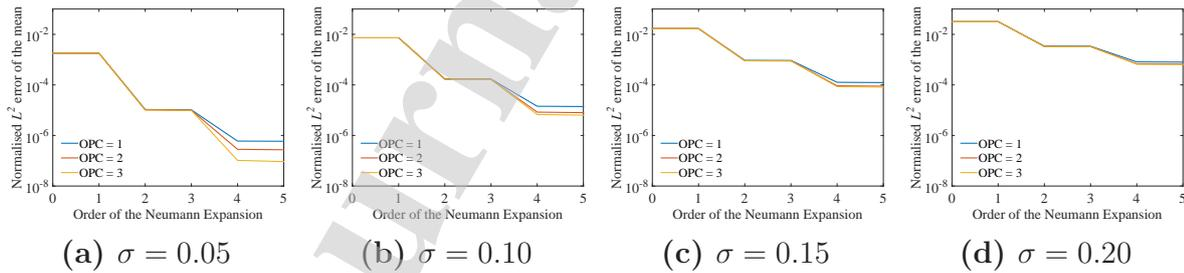 Normalised L² error of the mean
10⁻²
10⁻⁴
10⁻⁶
10⁻⁸
OPC = 1
OPC = 2
OPC = 3
0 1 2 3 4 5
Order of the Neumann Expansion
(a) σ = 0.05
Normalised L² error of the mean
10⁻²
10⁻⁴
10⁻⁶
10⁻⁸
OPC = 1
OPC = 2
OPC = 3
0 1 2 3 4 5
Order of the Neumann Expansion
(b) σ = 0.10
Normalised L² error of the mean
10⁻²
10⁻⁴
10⁻⁶
10⁻⁸
OPC = 1
OPC = 2
OPC = 3
0 1 2 3 4 5
Order of the Neumann Expansion
(c) σ = 0.15
Normalised L² error of the mean
10⁻²
10⁻⁴
10⁻⁶
10⁻⁸
OPC = 1
OPC = 2
OPC = 3
0 1 2 3 4 5
Order of the Neumann Expansion
(d) σ = 0.20
urna